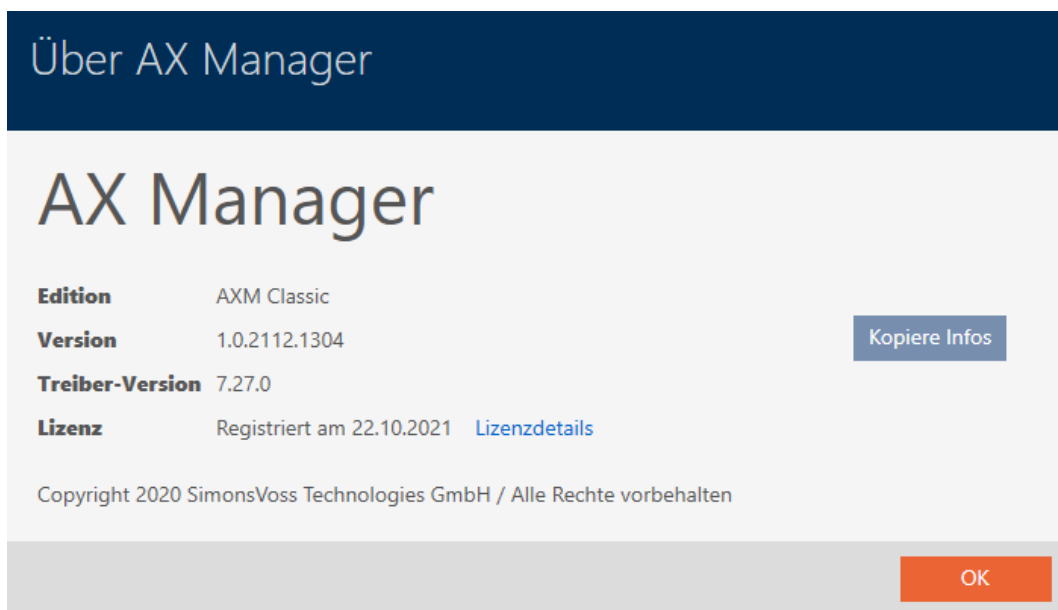 Über AX Manager
AX Manager
Edition AXM Classic
Version 1.0.2112.1304
Kopiere Infos
Treiber-Version 7.27.0
Lizenz Registriert am 22.10.2021 Lizenzdetails
Copyright 2020 SimonsVoss Technologies GmbH / Alle Rechte vorbehalten
OK